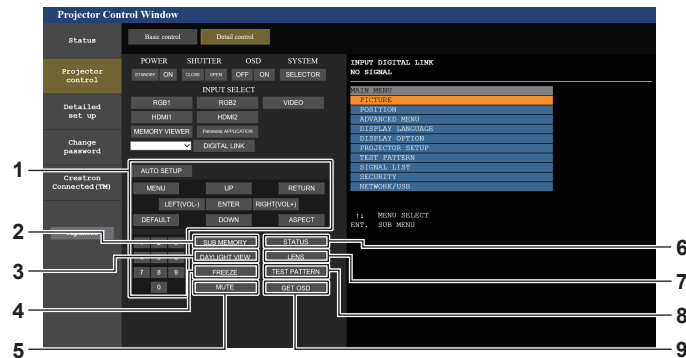 Projector Control Window
Status
Projector
control
Detailed
set up
Change
password
Crestron
Connected(TM)
Basic control
Detail control
POWER SHUTTER OSD SYSTEM
STANDBY ON CLOSE OPEN OFF ON SELECTOR
INPUT SELECT
RGB1 RGB2 VIDEO
HDMI1 HDMI2
MEMORY VIEWER Panasonic APPLICATION
DIGITAL LINK
AUTO SETUP
MENU UP RETURN
LEFT(VOL-) ENTER RIGHT(VOL+)
DEFAULT DOWN ASPECT
SUB MEMORY STATUS
DAYLIGHT VIEW LENS
7 8 9 FREEZE TEST PATTERN
0 MUTE GET OSD
INPUT DIGITAL LINK
NO SIGNAL
MAIN MENU
PICTURE
POSITION
ADVANCED MENU
DISPLAY LANGUAGE
DISPLAY OPTION
PROJECTOR SETUP
TEST PATTERN
SIGNAL LIST
SECURITY
NETWORK/USB
↑↓ MENU SELECT
ENT. SUB MENU
1
2
3
4
5
6
7
8
9